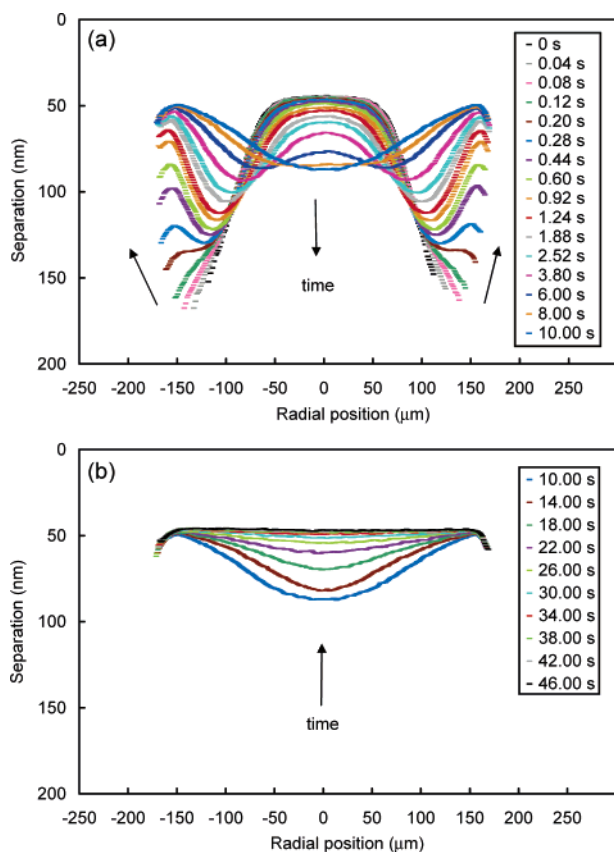 (a)
0
50
100
150
200
Separation (nm)
time
-250 -200 -150 -100 -50 0 50 100 150 200 250
Radial position (μm)
0 s
0.04 s
0.08 s
0.12 s
0.20 s
0.28 s
0.44 s
0.60 s
0.92 s
1.24 s
1.88 s
2.52 s
3.80 s
6.00 s
8.00 s
10.00 s
(b)
0
50
100
150
200
Separation (nm)
time
-250 -200 -150 -100 -50 0 50 100 150 200 250
Radial position (μm)
10.00 s
14.00 s
18.00 s
22.00 s
26.00 s
30.00 s
34.00 s
38.00 s
42.00 s
46.00 s